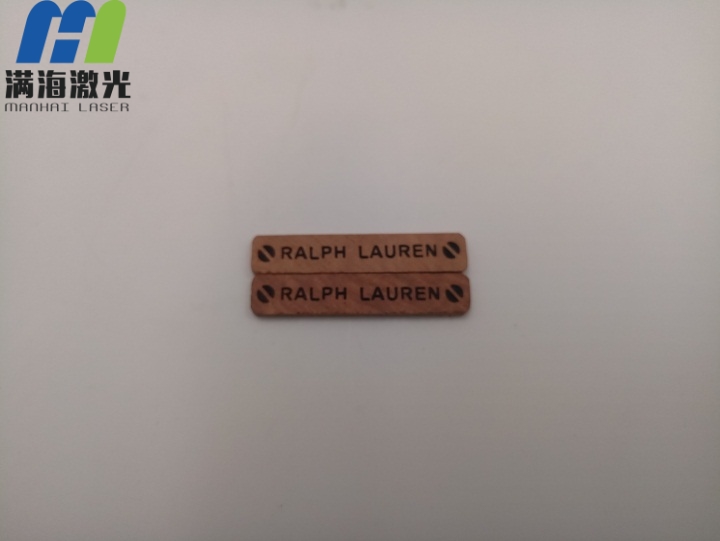 满海激光
MANHAI LASER
RALPH LAUREN
RALPH LAUREN